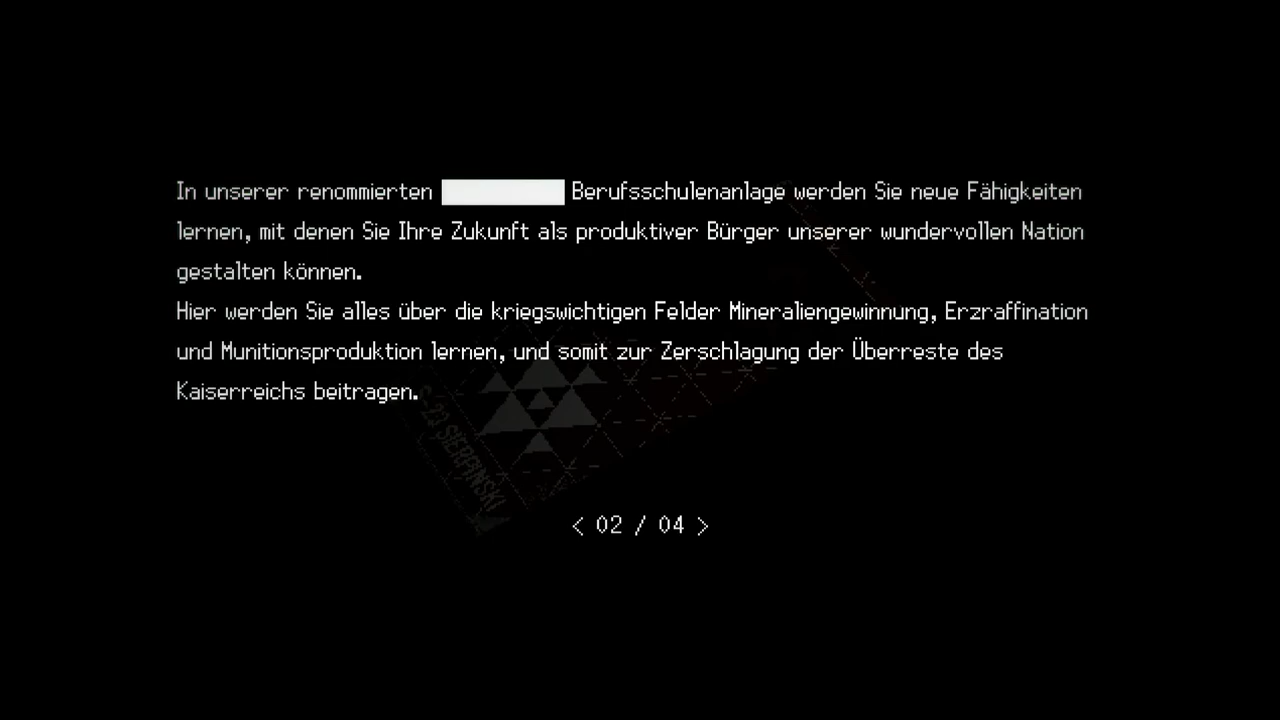 In unserer renommierten Berufsschulenanlage werden Sie neue Fähigkeiten
lernen, mit denen Sie Ihre Zukunft als produktiver Bürger unserer wundervollen Nation
gestalten können.
Hier werden Sie alles über die kriegswichtigen Felder Mineraliengewinnung, Erzraffination
und Munitionsproduktion lernen, und somit zur Zerschlagung der Überreste des
Kaiserreichs beitragen.
S-23 SIERPINSKI
< 02 / 04 >